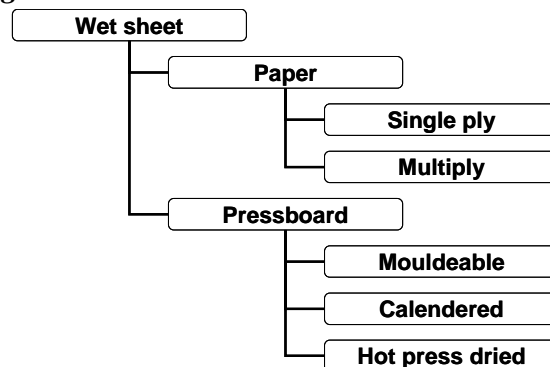 Wet sheet
Paper
Single ply
Multiply
Pressboard
Mouldeable
Calendered
Hot press dried